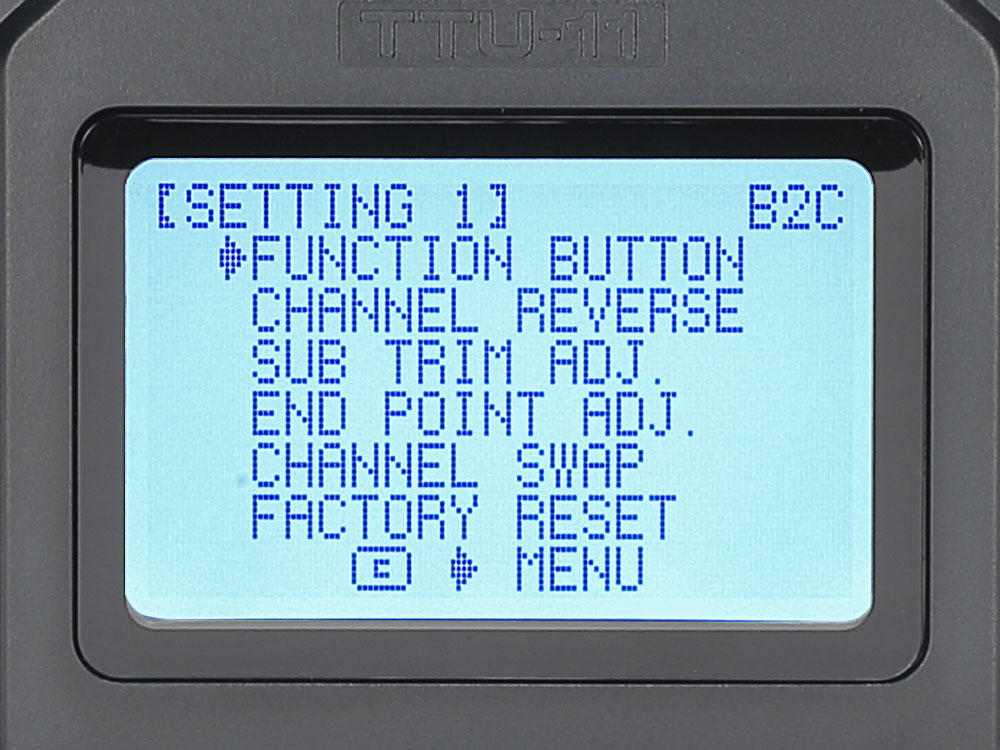 TTU-11
[SETTING 1] B2C
FUNCTION BUTTON
CHANNEL REVERSE
SUB TRIM ADJ.
END POINT ADJ.
CHANNEL SWAP
FACTORY RESET
E MENU